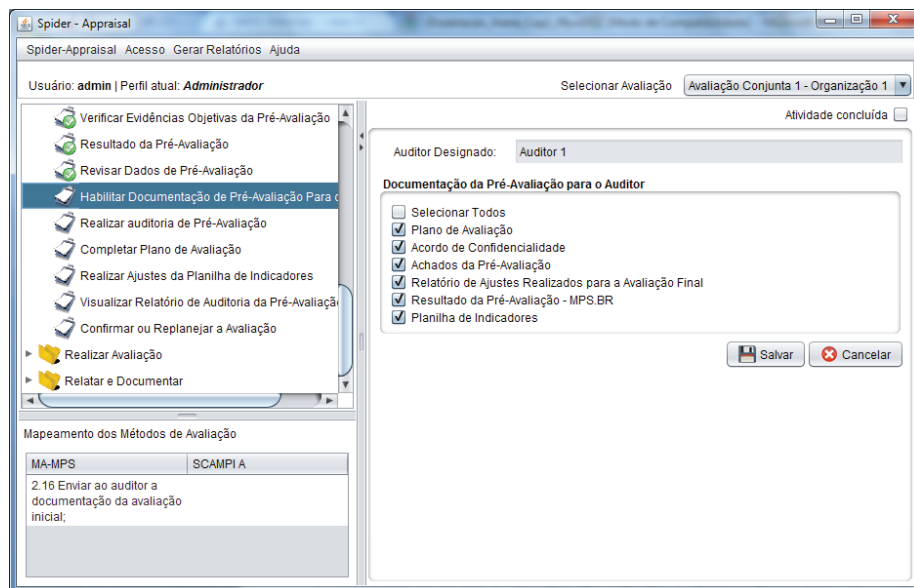 Spider - Appraisal
Spider-Appraisal Acesso Gerar Relatórios Ajuda
Usuário: admin | Perfil atual: Administrador
Selecionar Avaliação Avaliação Conjunta 1 - Organização 1
Verificar Evidências Objetivas da Pré-Avaliação
Resultado da Pré-Avaliação
Revisar Dados de Pré-Avaliação
Habilitar Documentação de Pré-Avaliação Para
Realizar auditoria de Pré-Avaliação
Completar Plano de Avaliação
Realizar Ajustes da Planilha de Indicadores
Visualizar Relatório de Auditoria da Pré-Avaliaçã
Confirmar ou Replanejar a Avaliação
Realizar Avaliação
Relatar e Documentar
Mapeamento dos Métodos de Avaliação
MA-MPS SCAMPI A
2.16 Enviar ao auditor a
documentação da avaliação
inicial;
Atividade concluída
Auditor Designado: Auditor 1
Documentação da Pré-Avaliação para o Auditor
Selecionar Todos
Plano de Avaliação
Acordo de Confidencialidade
Achados da Pré-Avaliação
Relatório de Ajustes Realizados para a Avaliação Final
Resultado da Pré-Avaliação - MPS.BR
Planilha de Indicadores
Salvar Cancelar